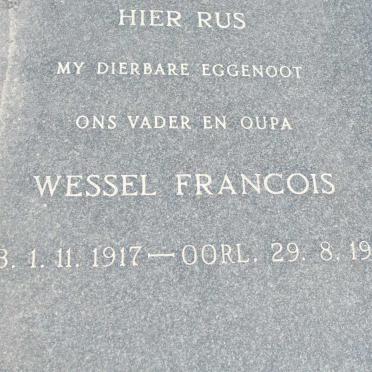 HIER RUS
MY DIERBARE EGGENOOT
ONS VADER EN OUPA
WESSEL FRANCOIS
1. 11. 1917 — OORL. 29. 8. 19